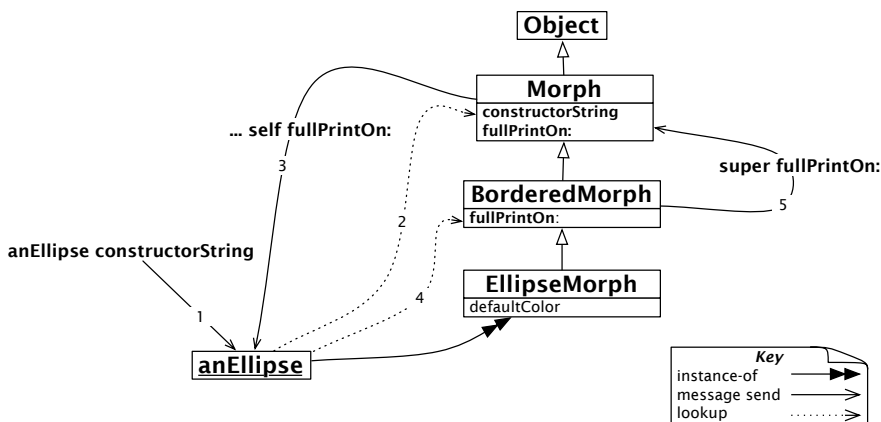 Object
Morph
constructorString
fullPrintOn:
... self fullPrintOn:
3
super fullPrintOn:
5
BorderedMorph
fullPrintOn:
2
anEllipse constructorString
EllipseMorph
defaultColor
4
1
anEllipse
Key
instance-of
message send
lookup